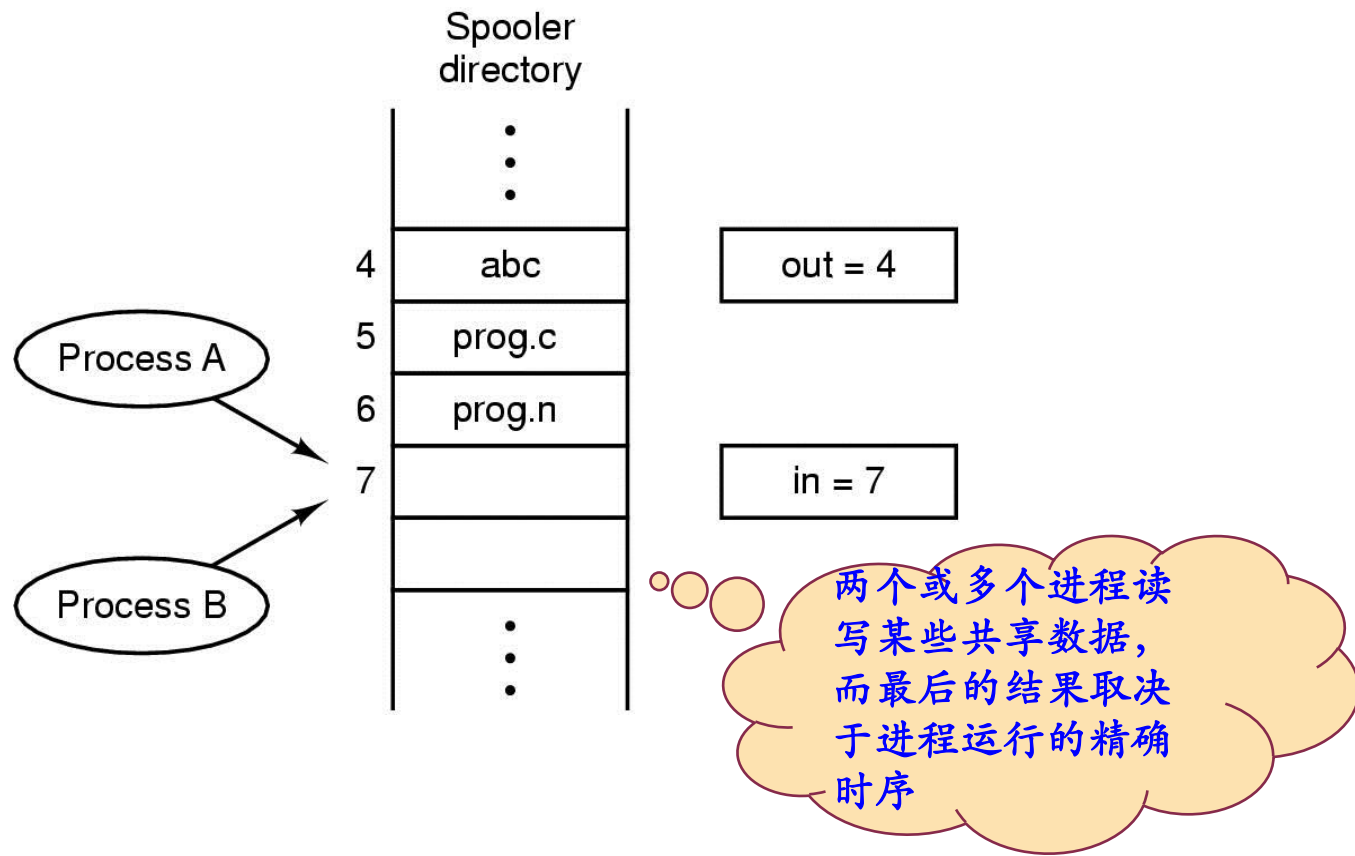 Spooler
directory
4
abc
out = 4
5
prog.c
Process A
6
prog.n
7
in = 7
Process B
两个或多个进程读
写某些共享数据，
而最后的结果取决
于进程运行的精确
时序